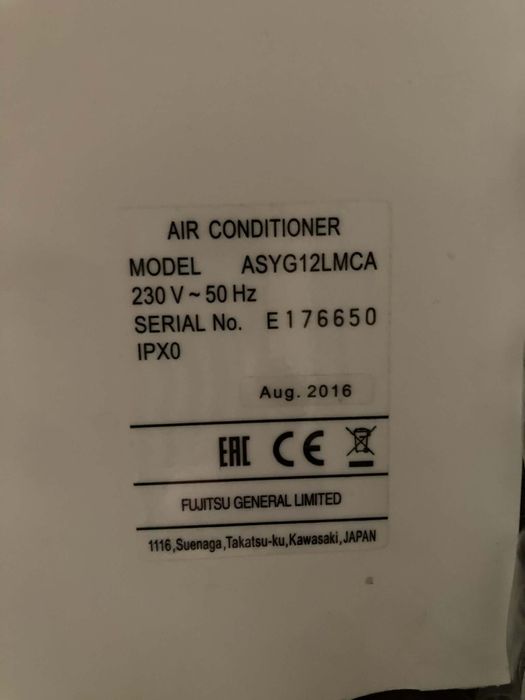 AIR CONDITIONER
MODEL ASYG12LMCA
230 V ~ 50 Hz
SERIAL No. E176650
IPX0
Aug. 2016
EAC CE
FUJITSU GENERAL LIMITED
1116,Suenaga,Takatsu-ku,Kawasaki,JAPAN